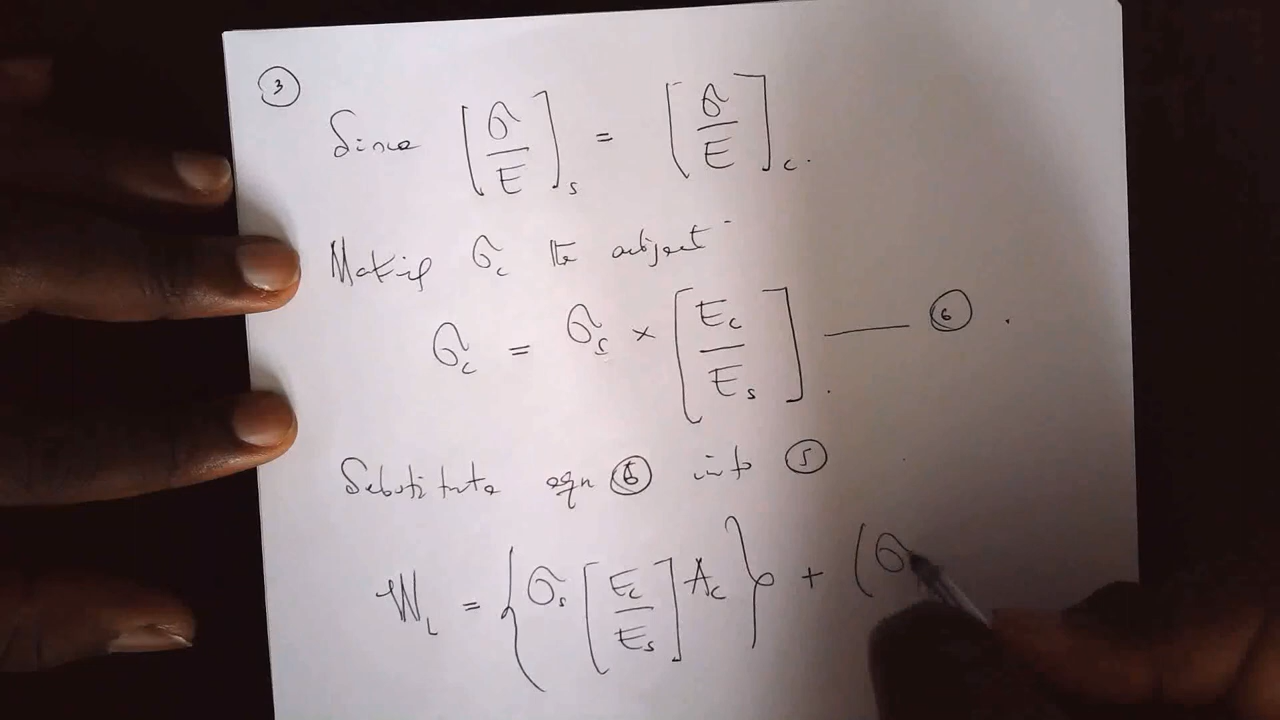 3
Since [σ/E]s = [σ/E]c.
Making σc the subject
σc = σs × [Ec/Es]. — 6 .
Substitute eqn 6 into 5
WL = {σs [Ec/Es] Ac} + (σ